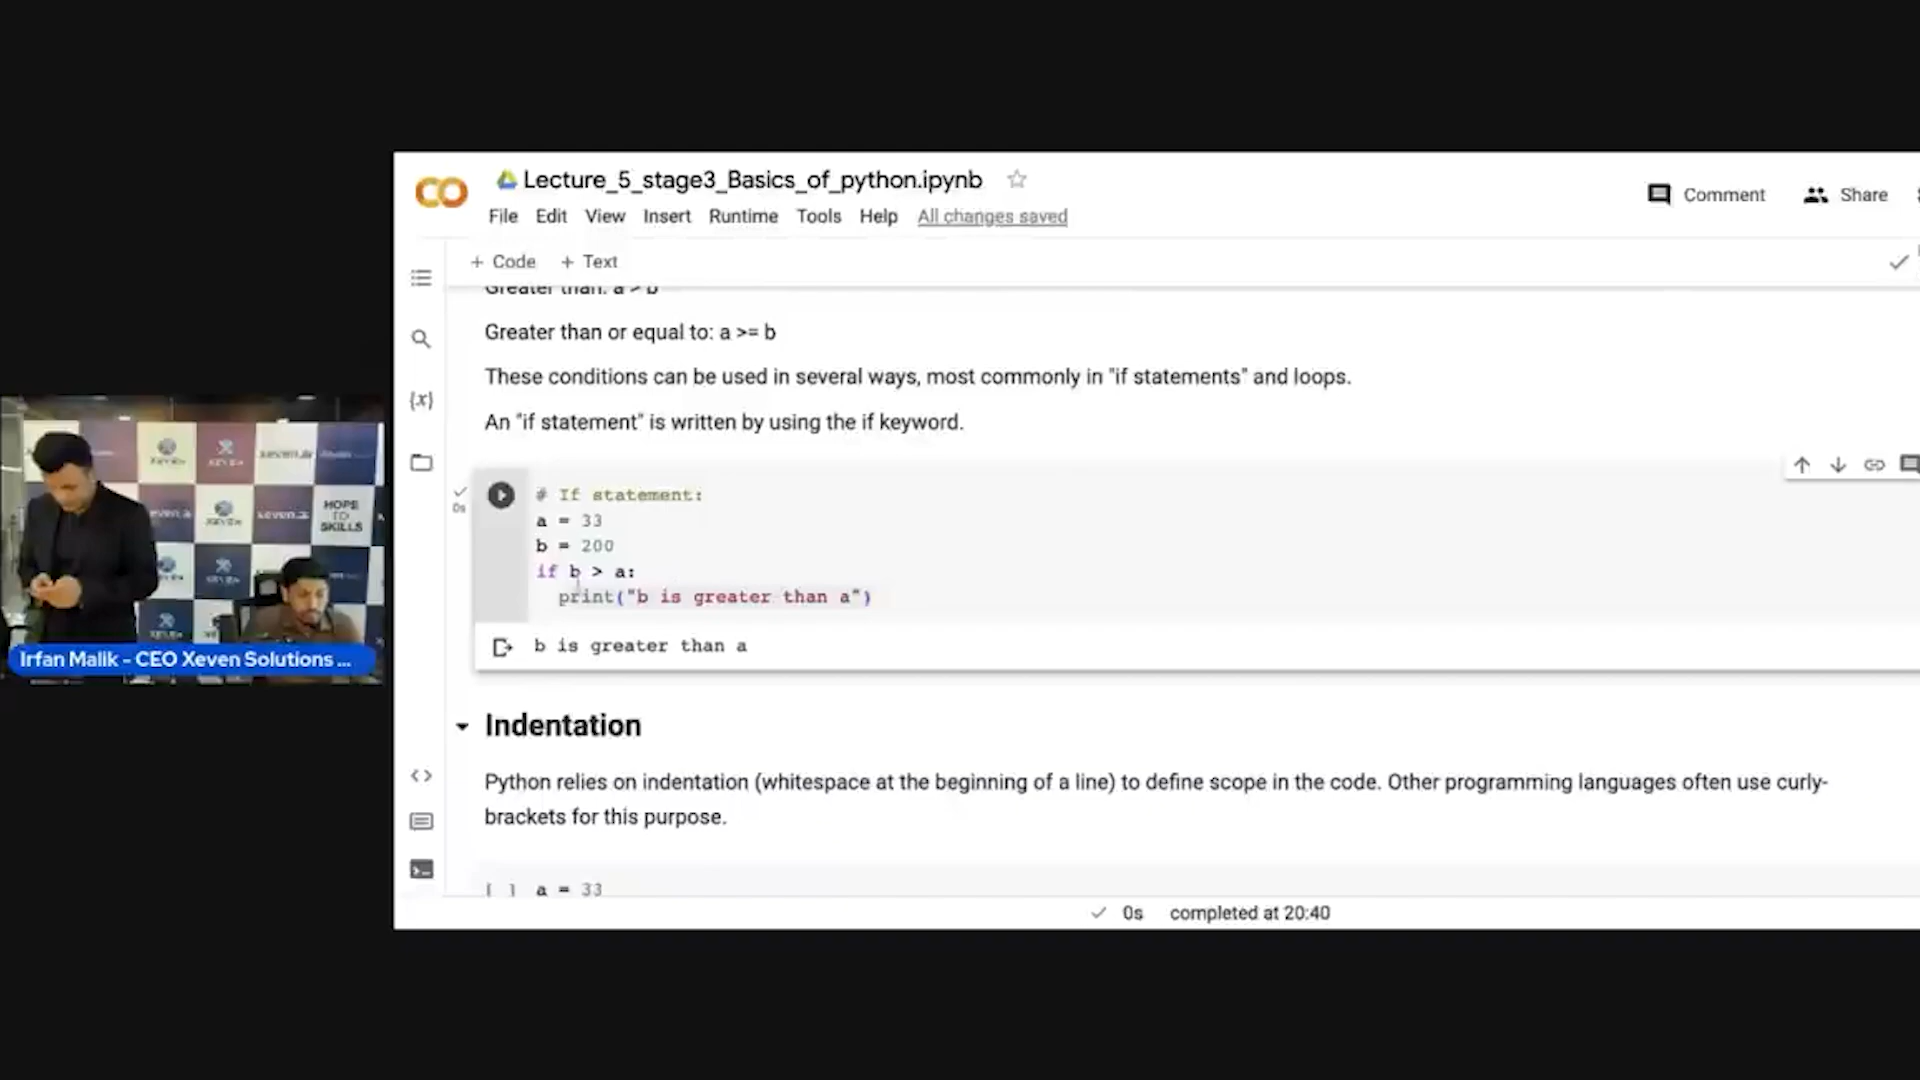 Lecture_5_stage3_Basics_of_python.ipynb
File Edit View Insert Runtime Tools Help All changes saved
Comment Share
+ Code + Text
Greater than: a > b
Greater than or equal to: a >= b
These conditions can be used in several ways, most commonly in "if statements" and loops.
An "if statement" is written by using the if keyword.
0s
# If statement:
a = 33
b = 200
if b > a:
print("b is greater than a")
b is greater than a
Indentation
Python relies on indentation (whitespace at the beginning of a line) to define scope in the code. Other programming languages often use curly-
brackets for this purpose.
[ ] a = 33
0s completed at 20:40
HOPE
TO
SKILLS
Irfan Malik - CEO Xeven Solutions ...